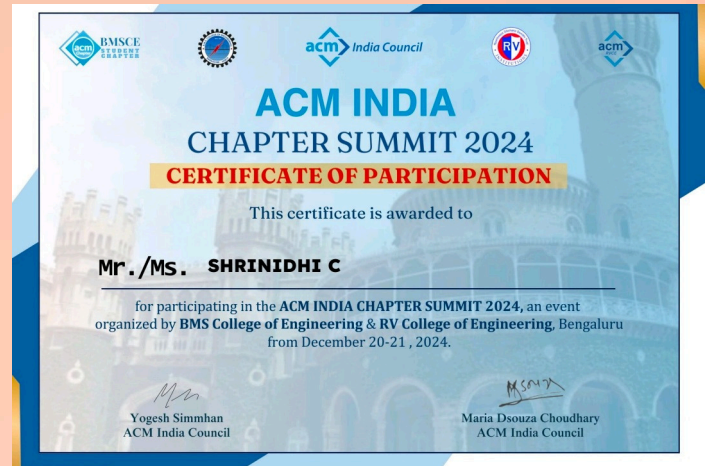 acm
BMSCE
STUDENT
CHAPTER
acm India Council
RV
acm
ACM INDIA
CHAPTER SUMMIT 2024
CERTIFICATE OF PARTICIPATION
This certificate is awarded to
Mr./Ms. SHRINIDHI C
for participating in the ACM INDIA CHAPTER SUMMIT 2024, an event
organized by BMS College of Engineering & RV College of Engineering, Bengaluru
from December 20-21 , 2024.
Yogesh Simmhan
ACM India Council
Maria Dsouza Choudhary
ACM India Council